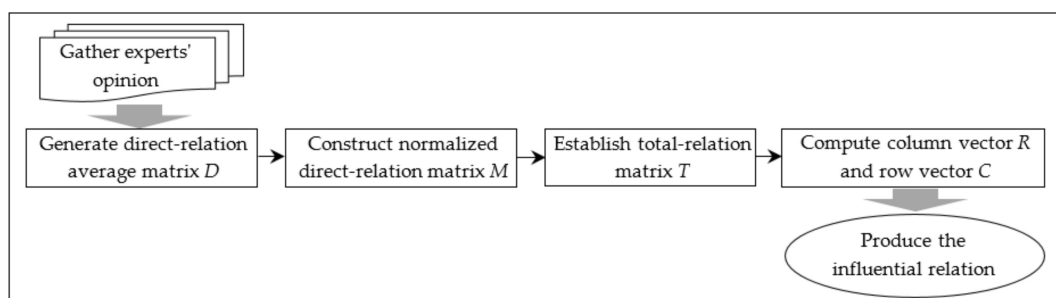 Gather experts'
opinion
Generate direct-relation
average matrix D
Construct normalized
direct-relation matrix M
Establish total-relation
matrix T
Compute column vector R
and row vector C
Produce the
influential relation